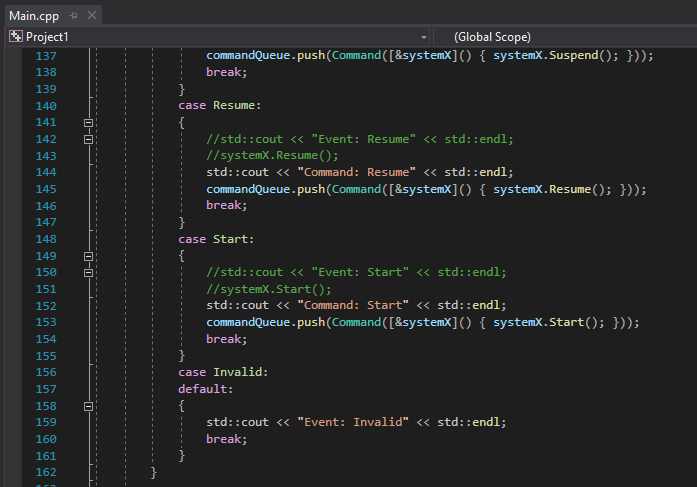 Main.cpp
Project1 (Global Scope)
137 commandQueue.push(Command([&systemX]() { systemX.Suspend(); }));
138 break;
139 }
140 case Resume:
141 {
142 //std::cout << "Event: Resume" << std::endl;
143 //systemX.Resume();
144 std::cout << "Command: Resume" << std::endl;
145 commandQueue.push(Command([&systemX]() { systemX.Resume(); }));
146 break;
147 }
148 case Start:
149 {
150 //std::cout << "Event: Start" << std::endl;
151 //systemX.Start();
152 std::cout << "Command: Start" << std::endl;
153 commandQueue.push(Command([&systemX]() { systemX.Start(); }));
154 break;
155 }
156 case Invalid:
157 default:
158 {
159 std::cout << "Event: Invalid" << std::endl;
160 break;
161 }
162 }